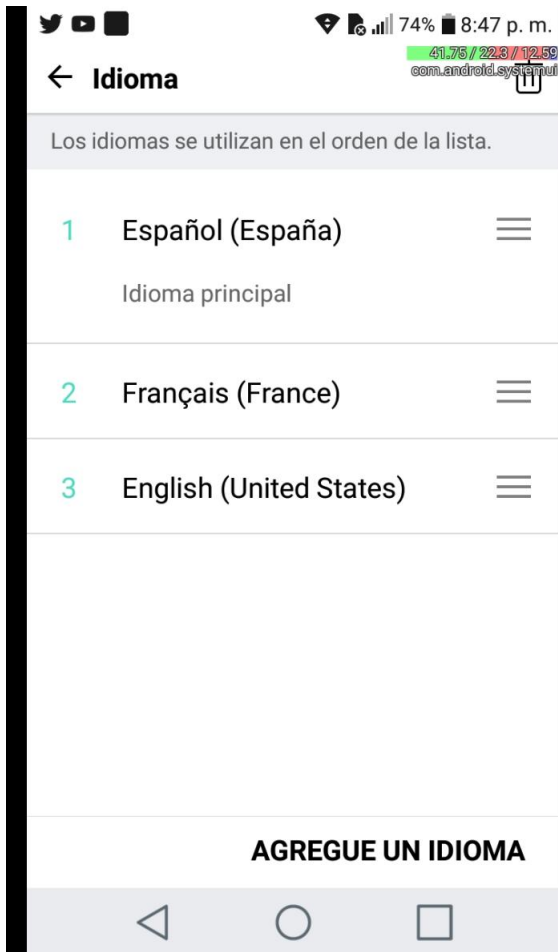 74% 8:47 p. m.
41.75 / 22.3 / 12.59
com.android.systemui
Idioma
Los idiomas se utilizan en el orden de la lista.
1 Español (España)
Idioma principal
2 Français (France)
3 English (United States)
AGREGUE UN IDIOMA